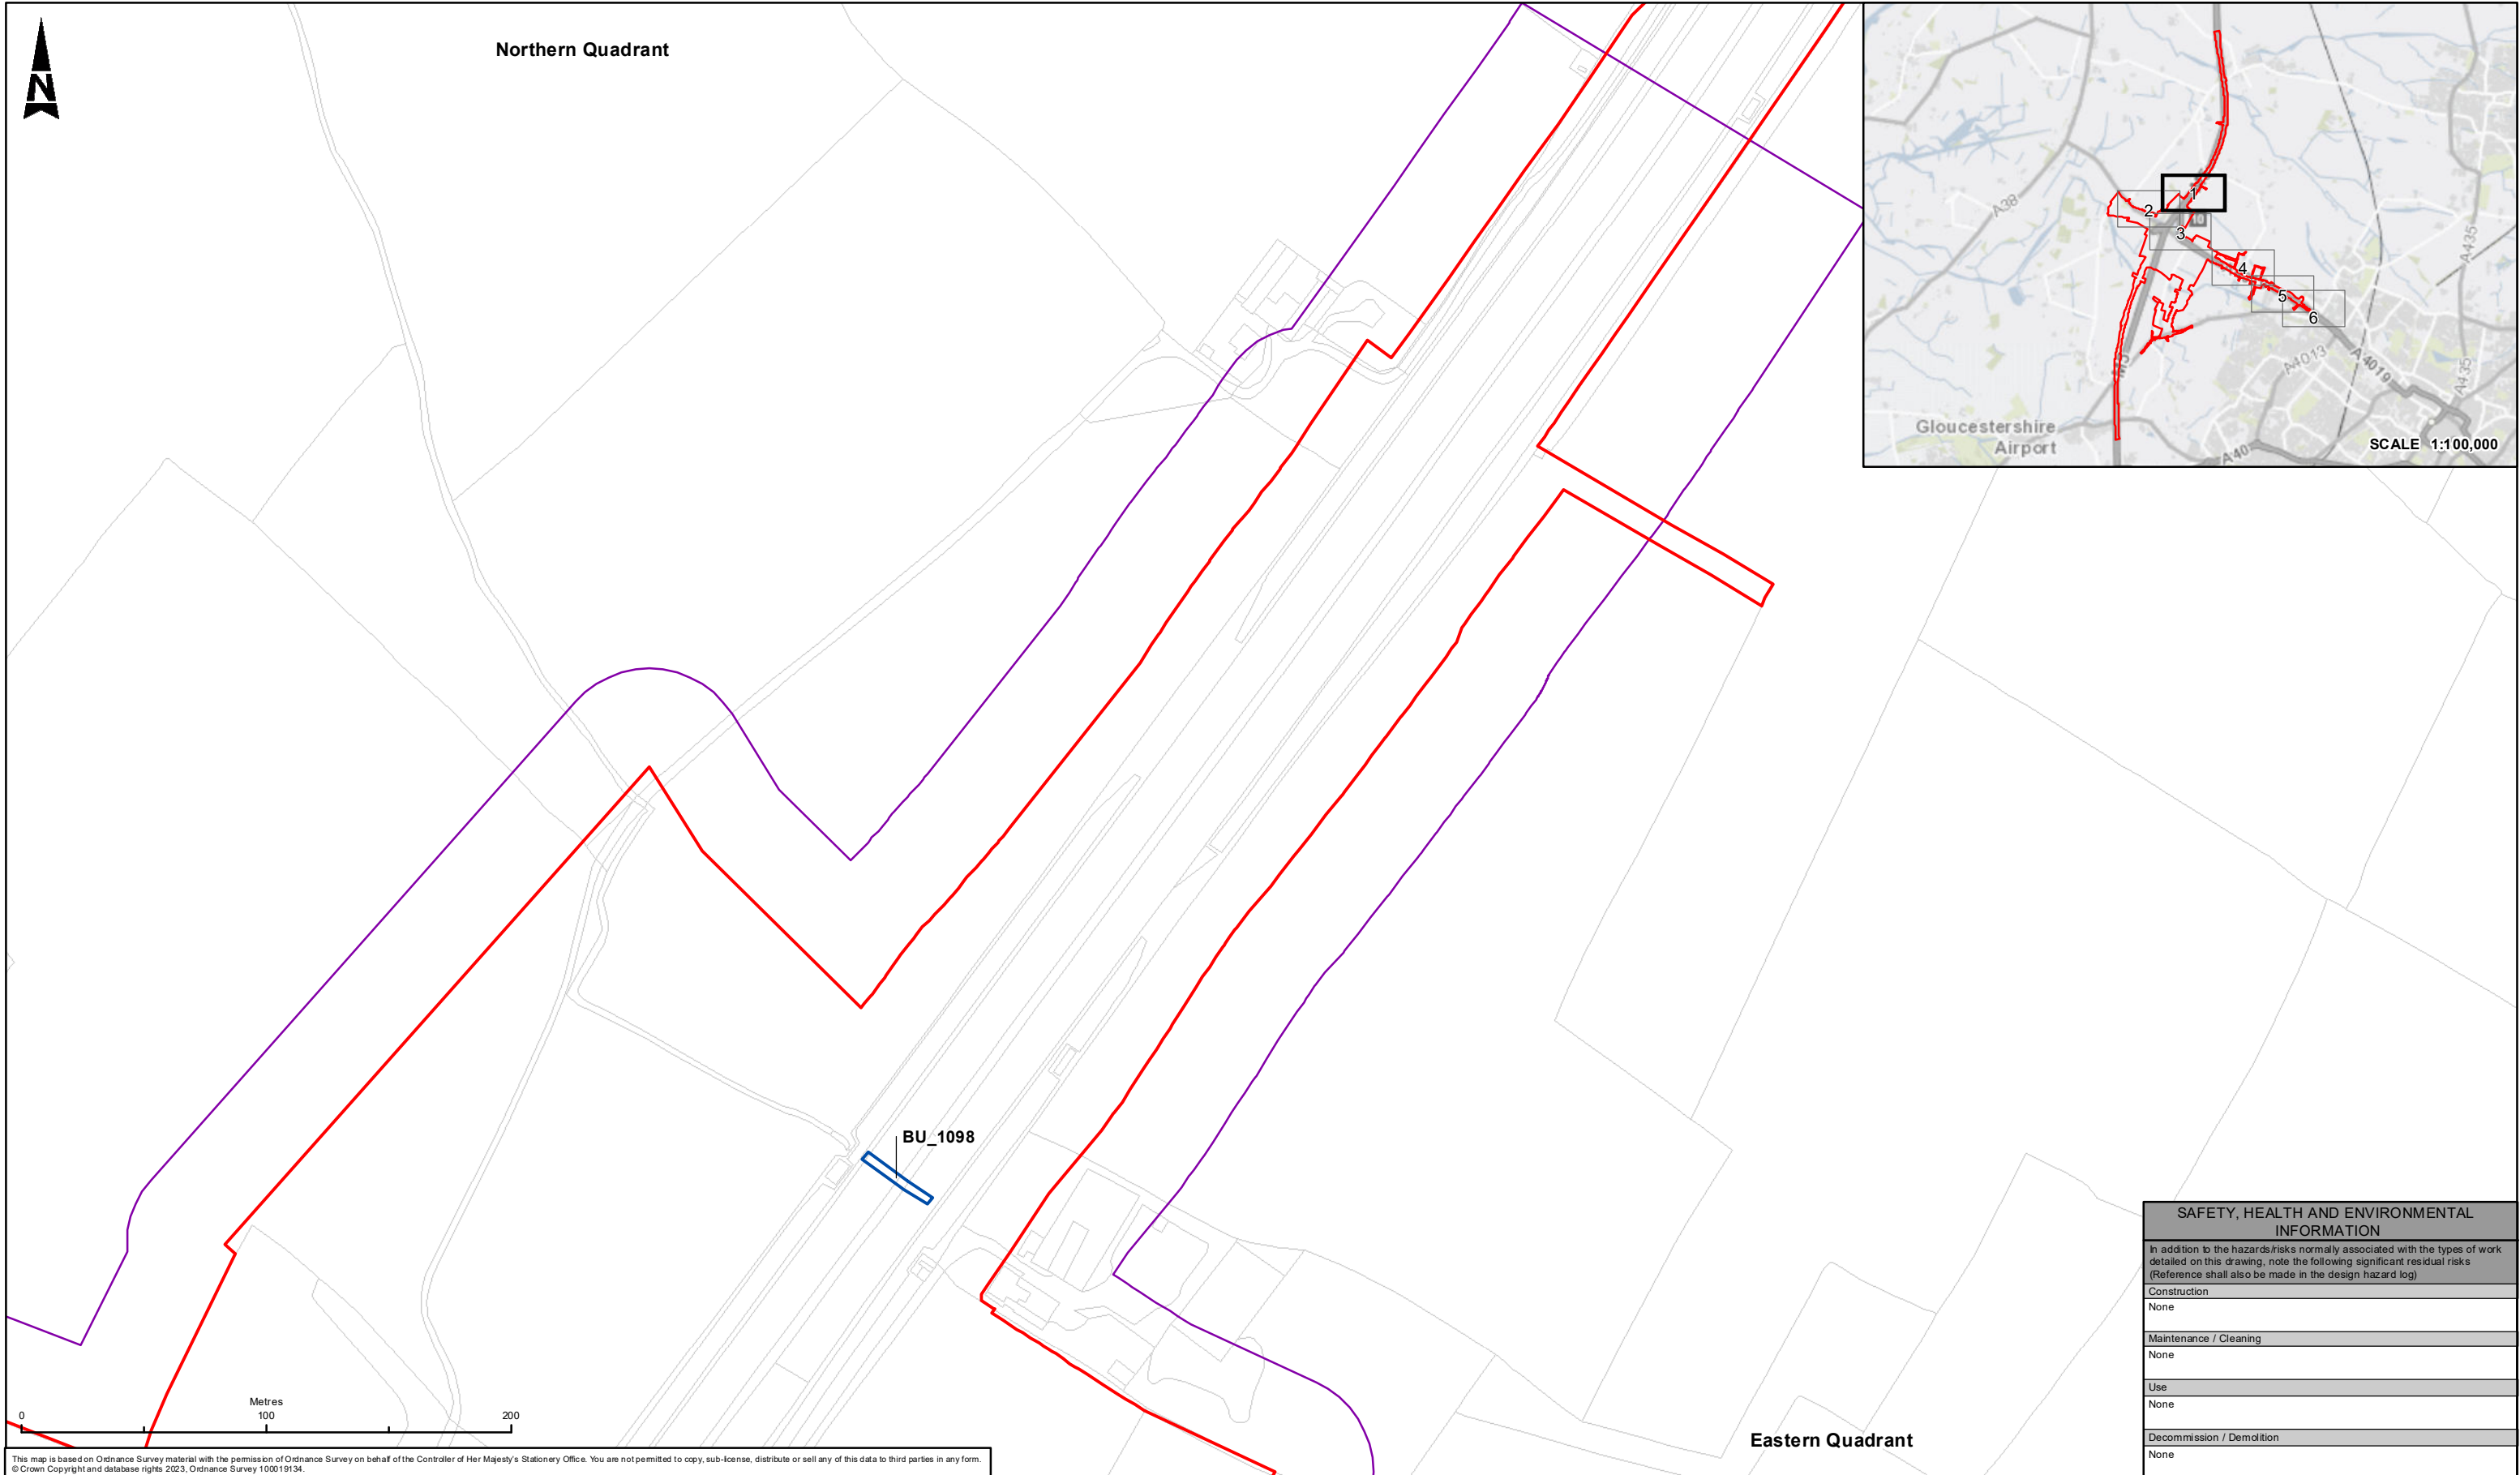 N
Northern Quadrant
A38
1
2
3
4
5
6
M5
A435
A4013
A4019
A435
A40
Gloucestershire
Airport
SCALE 1:100,000
BU_1098
Metres
0
100
200
Eastern Quadrant
SAFETY, HEALTH AND ENVIRONMENTAL
INFORMATION
In addition to the hazards/risks normally associated with the types of work
detailed on this drawing, note the following significant residual risks
(Reference shall also be made in the design hazard log)
Construction
None
Maintenance / Cleaning
None
Use
None
Decommission / Demolition
None
This map is based on Ordnance Survey material with the permission of Ordnance Survey on behalf of the Controller of Her Majesty's Stationery Office. You are not permitted to copy, sub-license, distribute or sell any of this data to third parties in any form.
© Crown Copyright and database rights 2023, Ordnance Survey 100019134.